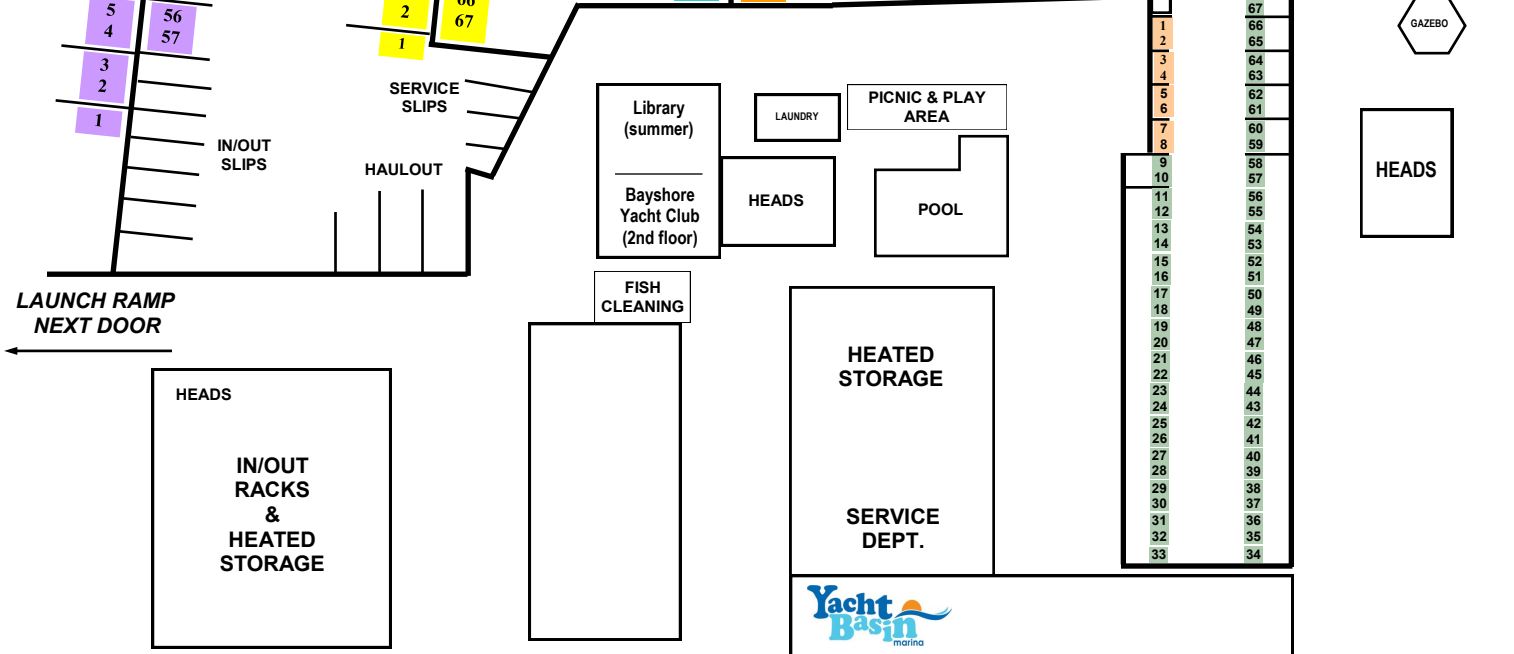 5
4
3
2
1
56
57
2
1
66
67
SERVICE
SLIPS
IN/OUT
SLIPS
HAULOUT
LAUNCH RAMP
NEXT DOOR
HEADS
IN/OUT
RACKS
&
HEATED
STORAGE
Library
(summer)
Bayshore
Yacht Club
(2nd floor)
LAUNDRY
PICNIC & PLAY
AREA
HEADS
POOL
FISH
CLEANING
HEATED
STORAGE
SERVICE
DEPT.
Yacht
Basin
marina
1
2
3
4
5
6
7
8
9
10
11
12
13
14
15
16
17
18
19
20
21
22
23
24
25
26
27
28
29
30
31
32
33
67
66
65
64
63
62
61
60
59
58
57
56
55
54
53
52
51
50
49
48
47
46
45
44
43
42
41
40
39
38
37
36
35
34
GAZEBO
HEADS